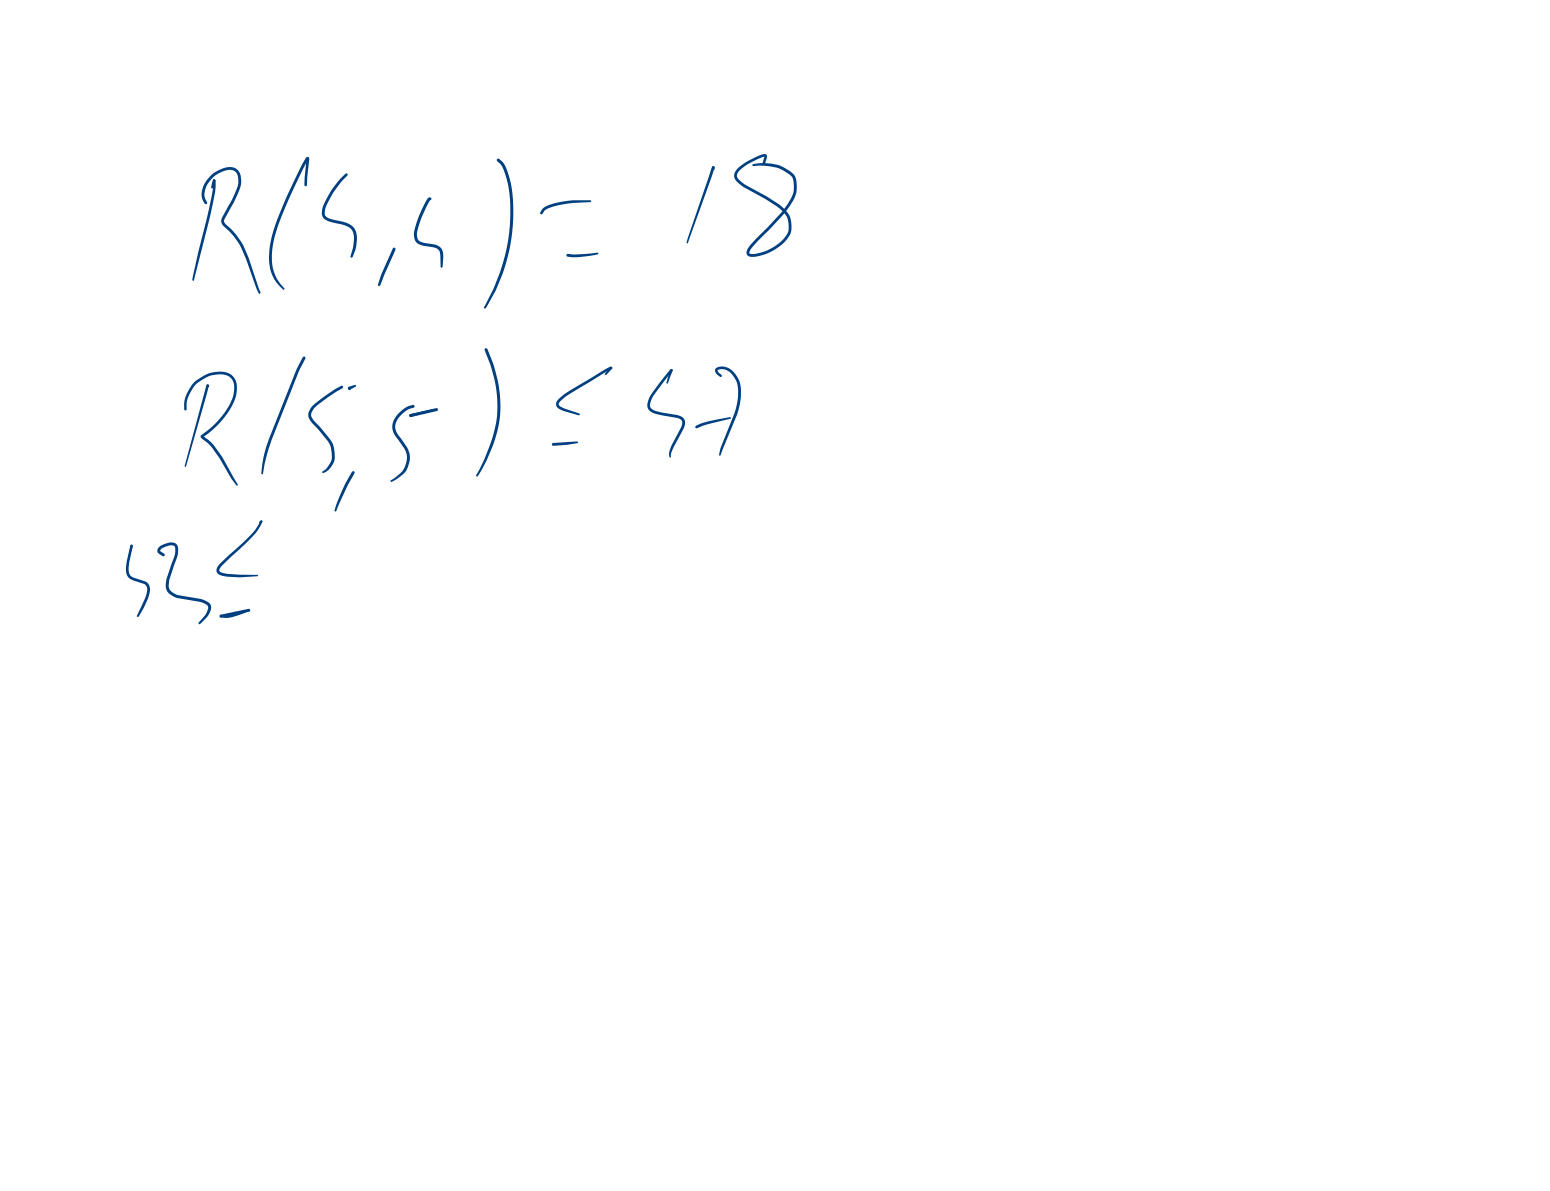 R(4,4) = 18
R(5,5) ≤ 47
42 ≤